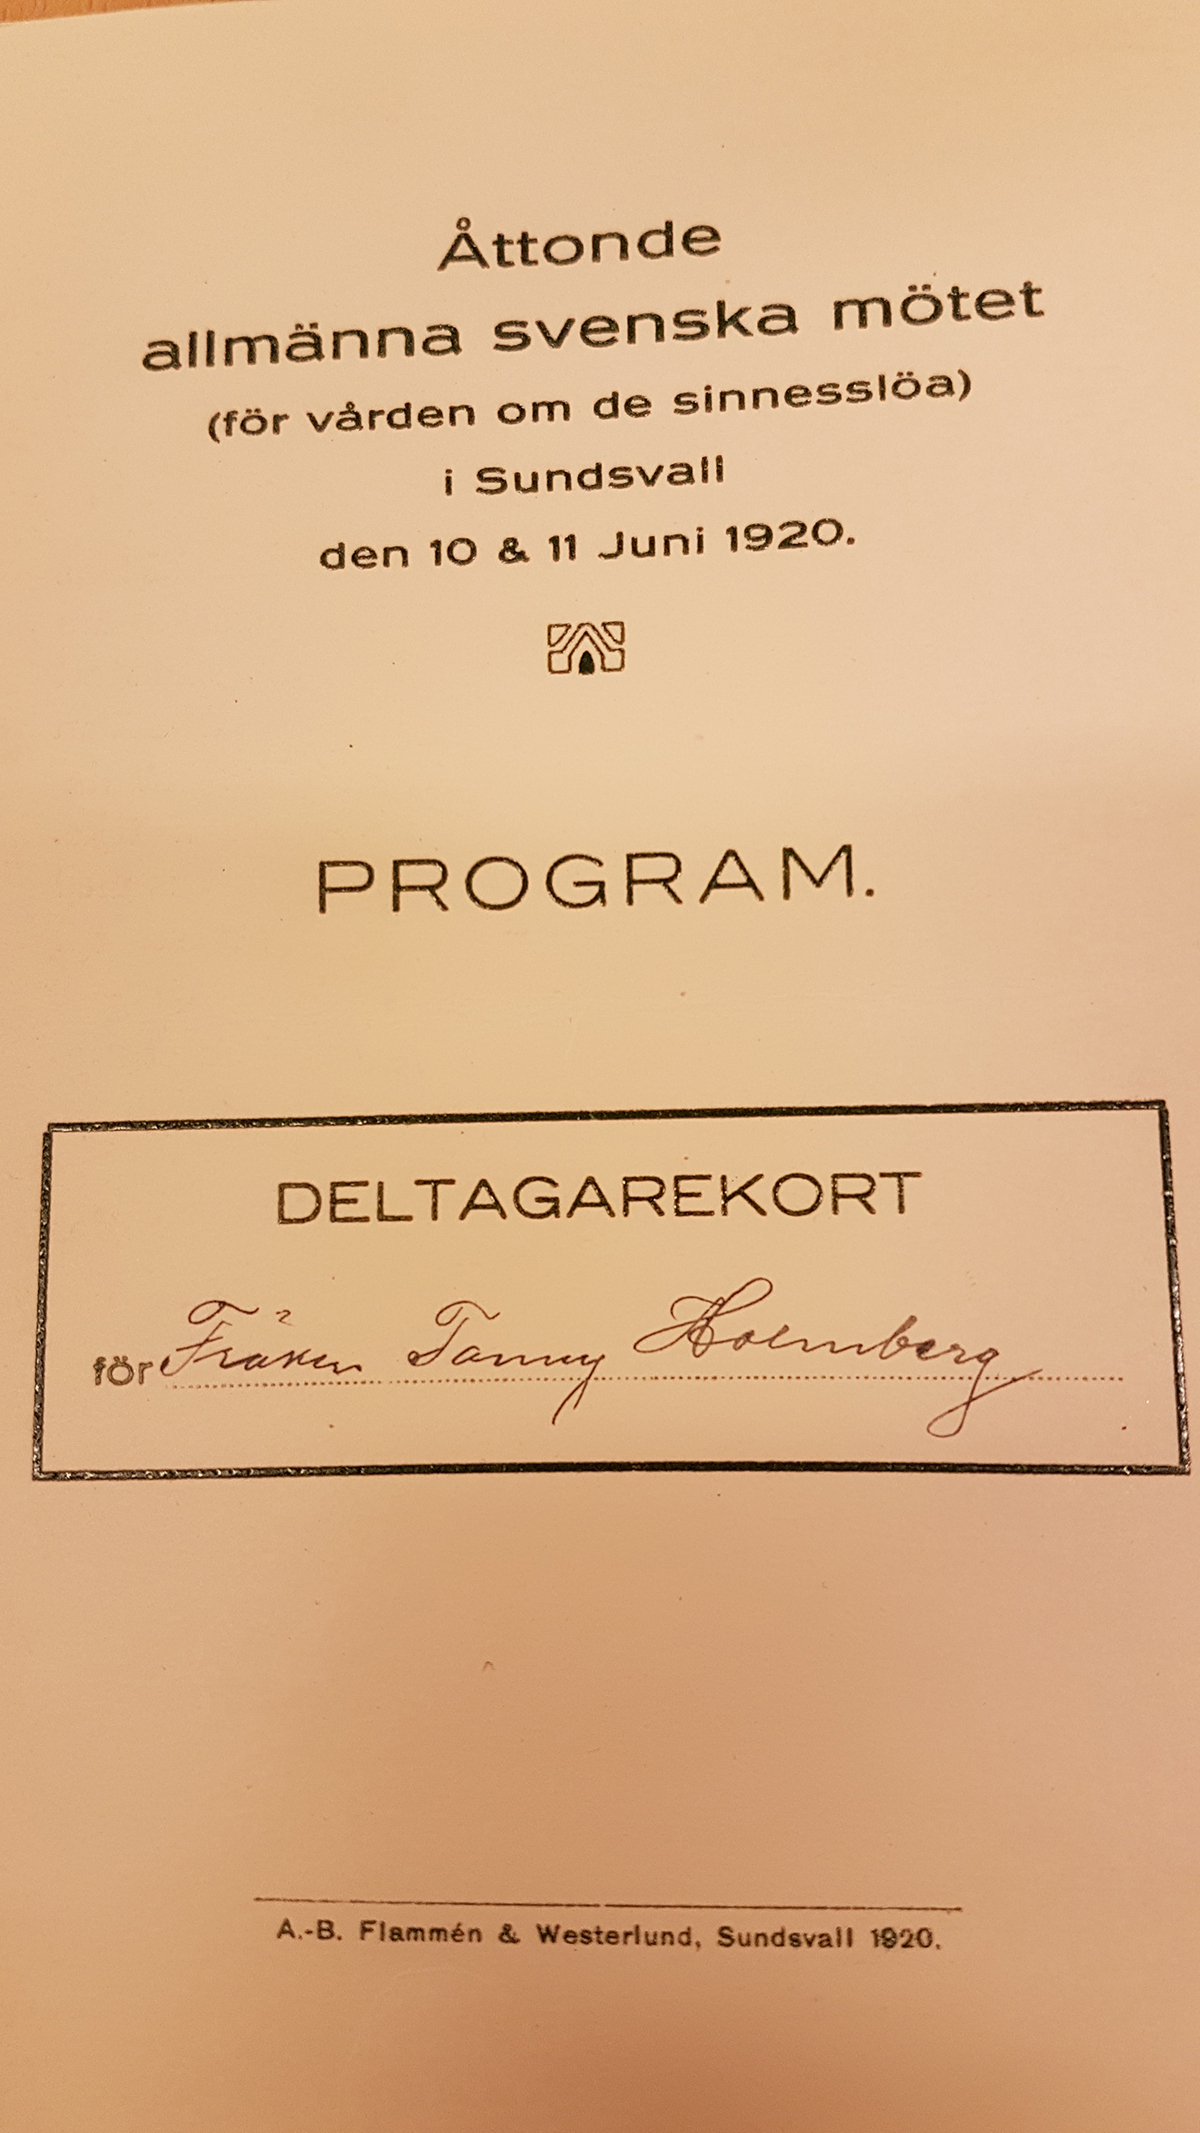 Åttonde
allmänna svenska mötet
(för vården om de sinnesslöa)
i Sundsvall
den 10 & 11 Juni 1920.
PROGRAM.
DELTAGAREKORT
för Fröken Fanny Holmberg
A.-B. Flammén & Westerlund, Sundsvall 1920.